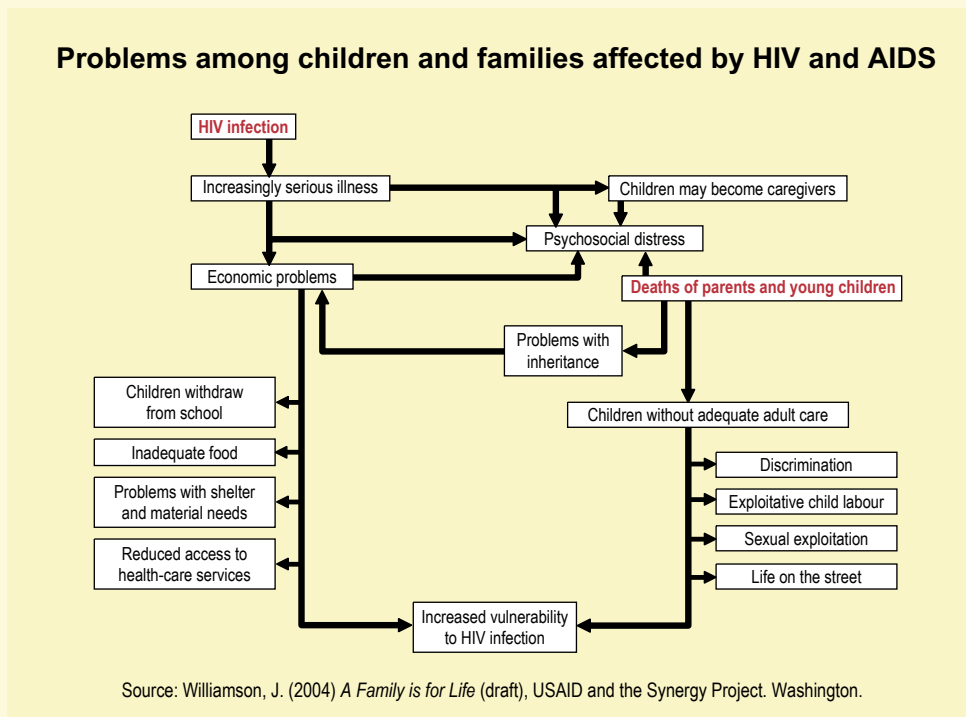 Problems among children and families affected by HIV and AIDS
HIV infection
Increasingly serious illness
Children may become caregivers
Psychosocial distress
Economic problems
Deaths of parents and young children
Problems with
inheritance
Children withdraw
from school
Children without adequate adult care
Inadequate food
Discrimination
Problems with shelter
and material needs
Exploitative child labour
Sexual exploitation
Reduced access to
health-care services
Life on the street
Increased vulnerability
to HIV infection
Source: Williamson, J. (2004) A Family is for Life (draft), USAID and the Synergy Project. Washington.